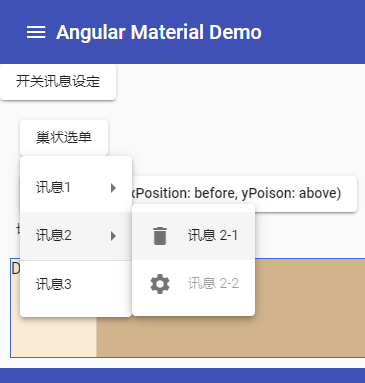 Angular Material Demo
开关讯息设定
巢状选单
讯息1
xPosition: before, yPoison: above)
讯息2
讯息 2-1
D
讯息3
讯息 2-2